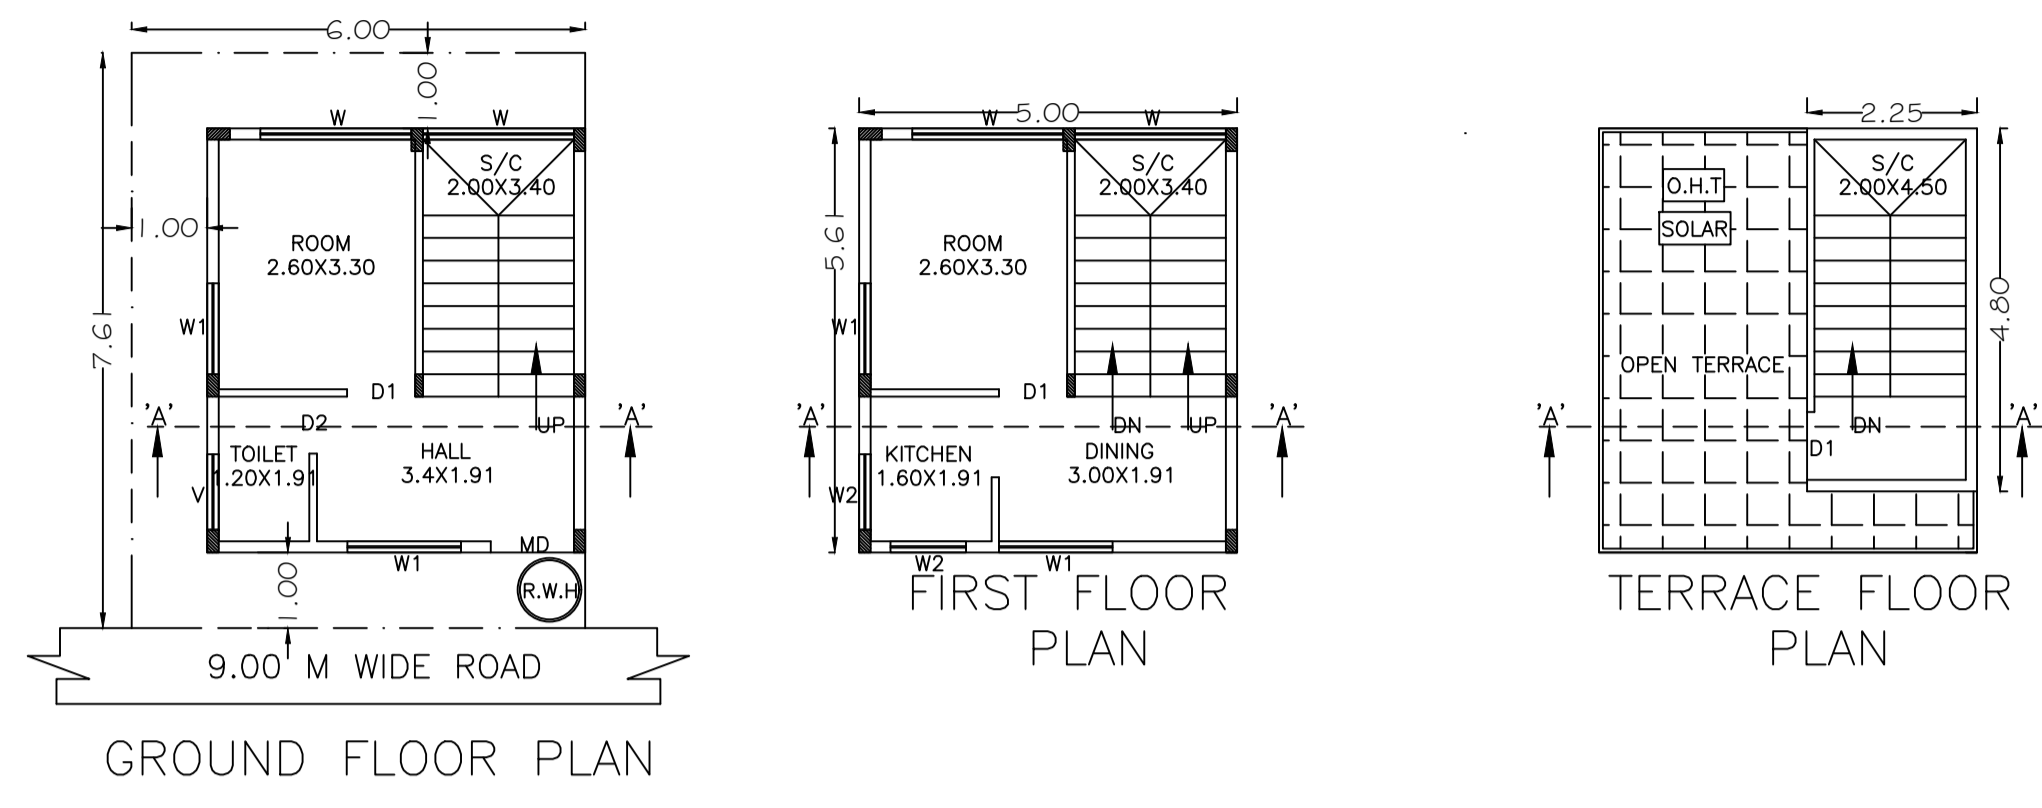 6.00
1.00
W
W
S/C
2.00X3.40
1.00
ROOM
2.60X3.30
7.61
W1
D1
'A'
'A'
D2
UP
TOILET
1.20X1.91
HALL
3.4X1.91
V
MD
W1
1.00
R.W.H
9.00 M WIDE ROAD
GROUND FLOOR PLAN
5.00
W
W
S/C
2.00X3.40
5.61
ROOM
2.60X3.30
W1
D1
'A'
'A'
DN
UP
KITCHEN
1.60X1.91
DINING
3.00X1.91
W2
W2
W1
FIRST FLOOR
PLAN
2.25
S/C
2.00X4.50
O.H.T
SOLAR
4.80
OPEN TERRACE
'A'
'A'
DN
D1
TERRACE FLOOR
PLAN